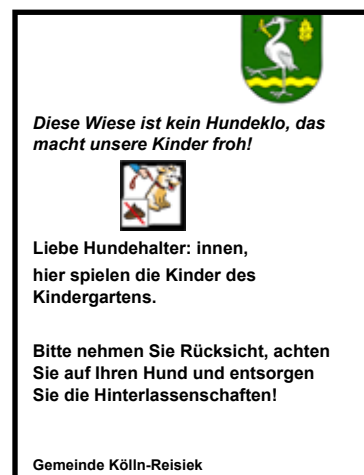 Diese Wiese ist kein Hundeklo, das
macht unsere Kinder froh!
Liebe Hundehalter: innen,
hier spielen die Kinder des
Kindergartens.
Bitte nehmen Sie Rücksicht, achten
Sie auf Ihren Hund und entsorgen
Sie die Hinterlassenschaften!
Gemeinde Kölln-Reisiek